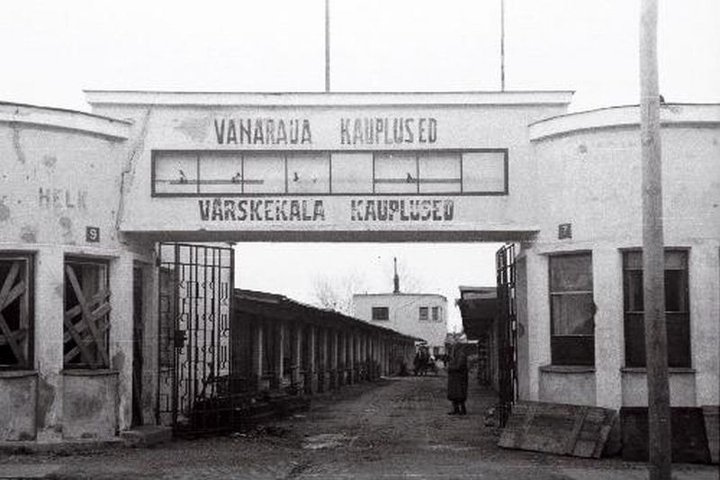 VANARAUA KAUPLUSED
VÄRSKEKALA KAUPLUSED
HELK
9
7